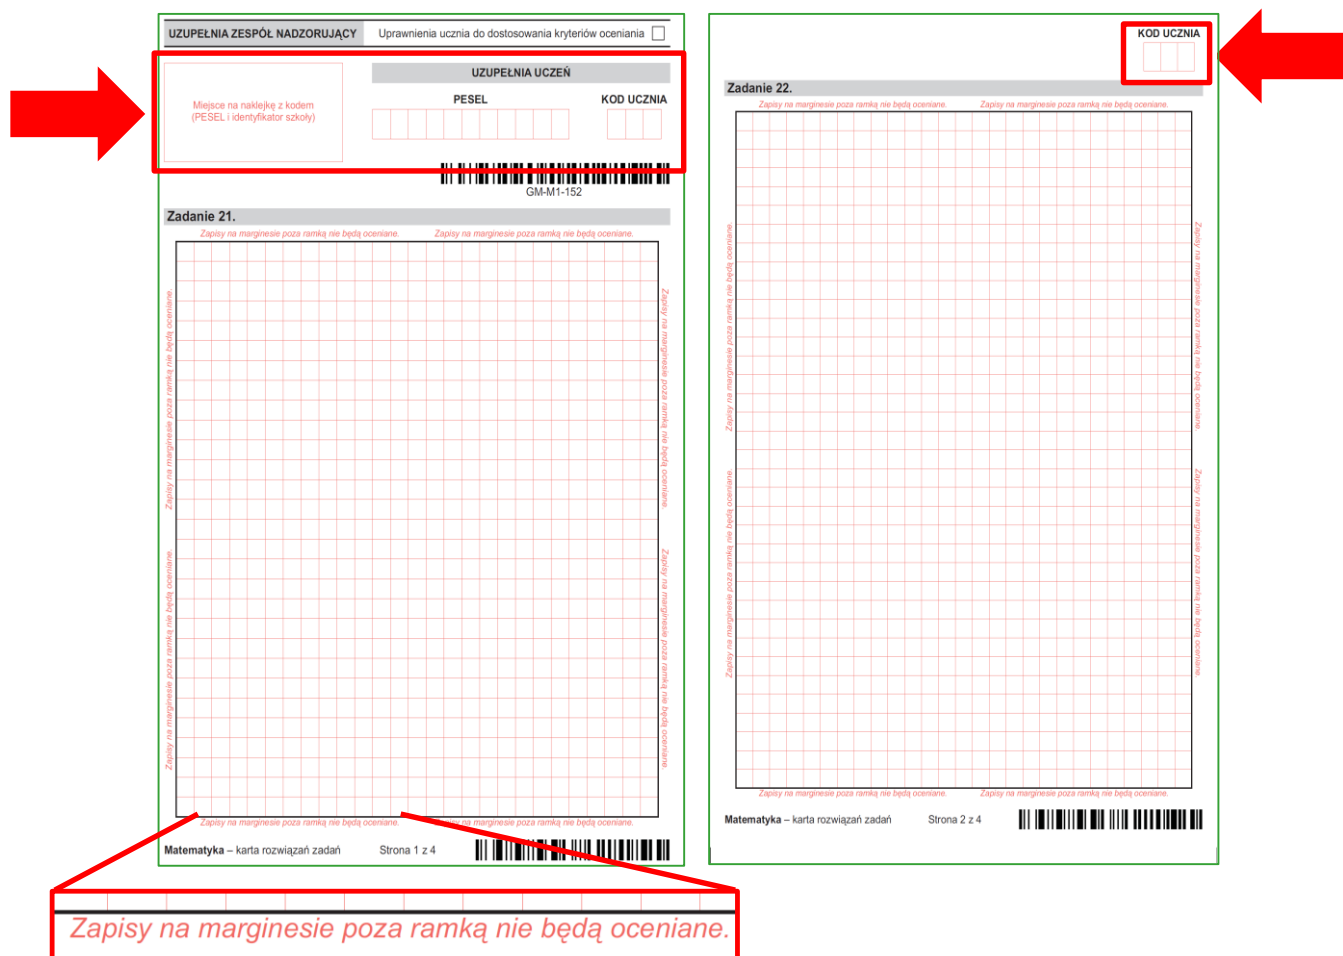 UZUPEŁNIA ZESPÓŁ NADZORUJĄCY
Uprawnienia ucznia do dostosowania kryteriów oceniania
Miejsce na naklejkę z kodem
(PESEL i identyfikator szkoły)
UZUPEŁNIA UCZEŃ
PESEL
KOD UCZNIA
GM-M1-152
Zadanie 21.
Zapisy na marginesie poza ramką nie będą oceniane.
Zapisy na marginesie poza ramką nie będą oceniane.
Zapisy na marginesie poza ramką nie będą oceniane.
Zapisy na marginesie poza ramką nie będą oceniane.
Zapisy na marginesie poza ramką nie będą oceniane.
Zapisy na marginesie poza ramką nie będą oceniane.
Zapisy na marginesie poza ramką nie będą oceniane.
Zapisy na marginesie poza ramką nie będą oceniane.
Matematyka – karta rozwiązań zadań
Strona 1 z 4
Zapisy na marginesie poza ramką nie będą oceniane.
KOD UCZNIA
Zadanie 22.
Zapisy na marginesie poza ramką nie będą oceniane.
Zapisy na marginesie poza ramką nie będą oceniane.
Zapisy na marginesie poza ramką nie będą oceniane.
Zapisy na marginesie poza ramką nie będą oceniane.
Zapisy na marginesie poza ramką nie będą oceniane.
Zapisy na marginesie poza ramką nie będą oceniane.
Zapisy na marginesie poza ramką nie będą oceniane.
Zapisy na marginesie poza ramką nie będą oceniane.
Matematyka – karta rozwiązań zadań
Strona 2 z 4